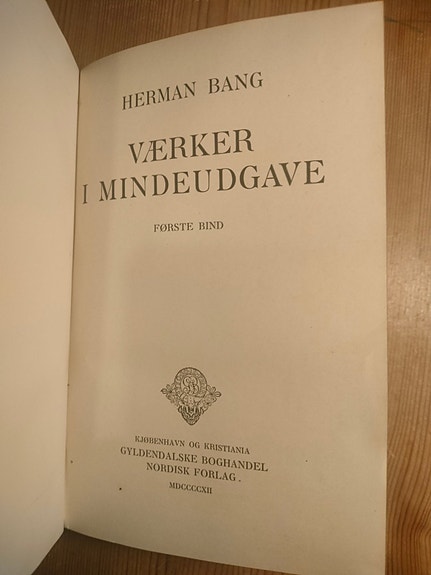 HERMAN BANG
VÆRKER
I MINDEUDGAVE
FØRSTE BIND
KJØBENHAVN OG KRISTIANIA
GYLDENDALSKE BOGHANDEL
NORDISK FORLAG.
MDCCCCXII